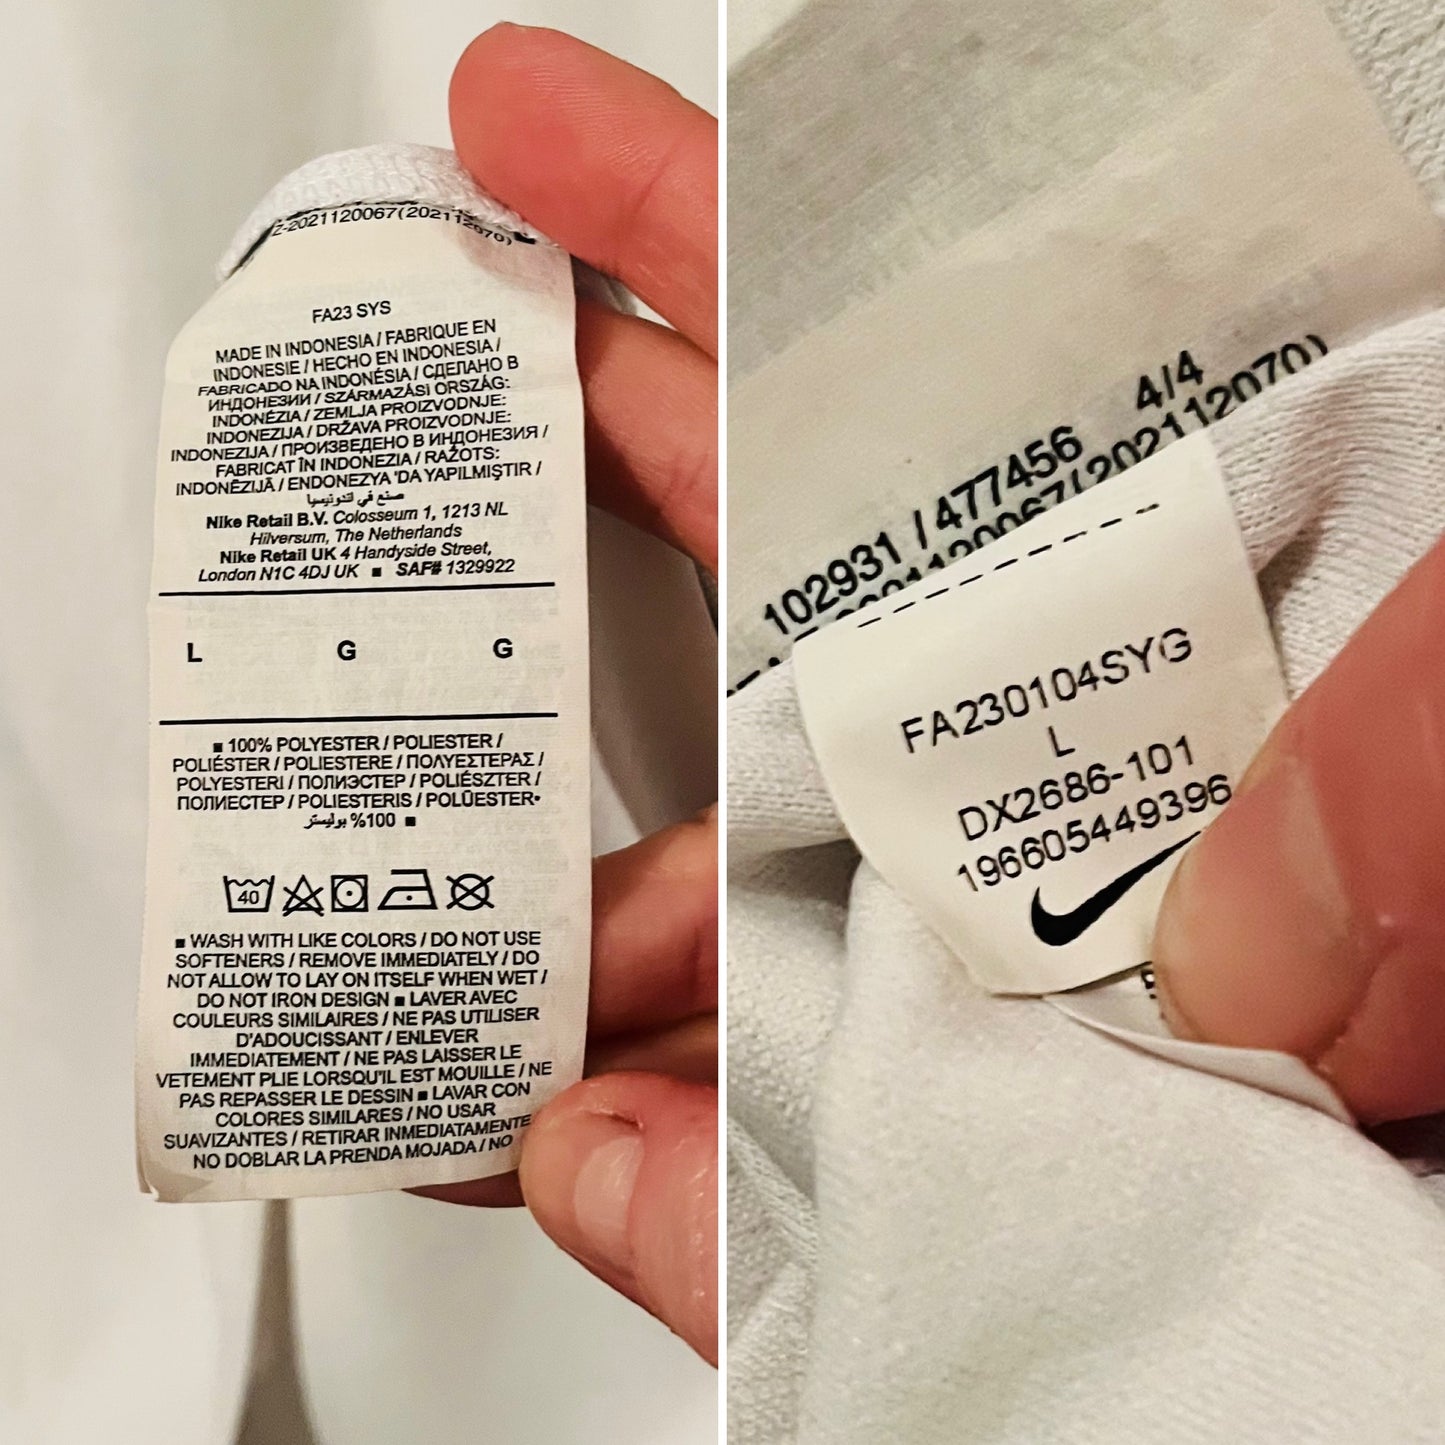 Z-2021120067(2021112070)
FA23 SYS
MADE IN INDONESIA / FABRIQUE EN
INDONESIE / HECHO EN INDONESIA /
FABRICADO NA INDONÉSIA / СДЕЛАНО В
ИНДОНЕЗИИ / SZÁRMAZÁSI ORSZÁG:
INDONÉZIA / ZEMLJA PROIZVODNJE:
INDONEZIJA / DRŽAVA PROIZVODNJE:
INDONEZIJA / ПРОИЗВЕДЕНО В ИНДОНЕЗИЯ /
FABRICAT ÎN INDONEZIA / RAŽOTS:
INDONĒZIJĀ / ENDONEZYA 'DA YAPILMIŞTIR /
صنع في اندونيسيا
Nike Retail B.V. Colosseum 1, 1213 NL
Hilversum, The Netherlands
Nike Retail UK 4 Handyside Street,
London N1C 4DJ UK ■ SAF# 1329922
L G G
■ 100% POLYESTER / POLIESTER /
POLIÉSTER / POLIESTERE / ΠΟΛΥΕΣΤΕΡΑΣ /
POLYESTERI / ПОЛИЭСТЕР / POLIÉSZTER /
ПОЛИЕСТЕР / POLIESTERIS / POLÜESTER•
100% بوليستر ■
40
■ WASH WITH LIKE COLORS / DO NOT USE
SOFTENERS / REMOVE IMMEDIATELY / DO
NOT ALLOW TO LAY ON ITSELF WHEN WET /
DO NOT IRON DESIGN ■ LAVER AVEC
COULEURS SIMILAIRES / NE PAS UTILISER
D'ADOUCISSANT / ENLEVER
IMMEDIATEMENT / NE PAS LAISSER LE
VETEMENT PLIE LORSQU'IL EST MOUILLE / NE
PAS REPASSER LE DESSIN ■ LAVAR CON
COLORES SIMILARES / NO USAR
SUAVIZANTES / RETIRAR INMEDIATAMENTE
NO DOBLAR LA PRENDA MOJADA / NO
102931 / 477456 4/4
2021120067(2021112070)
FA230104SYG
L
DX2686-101
196605449396